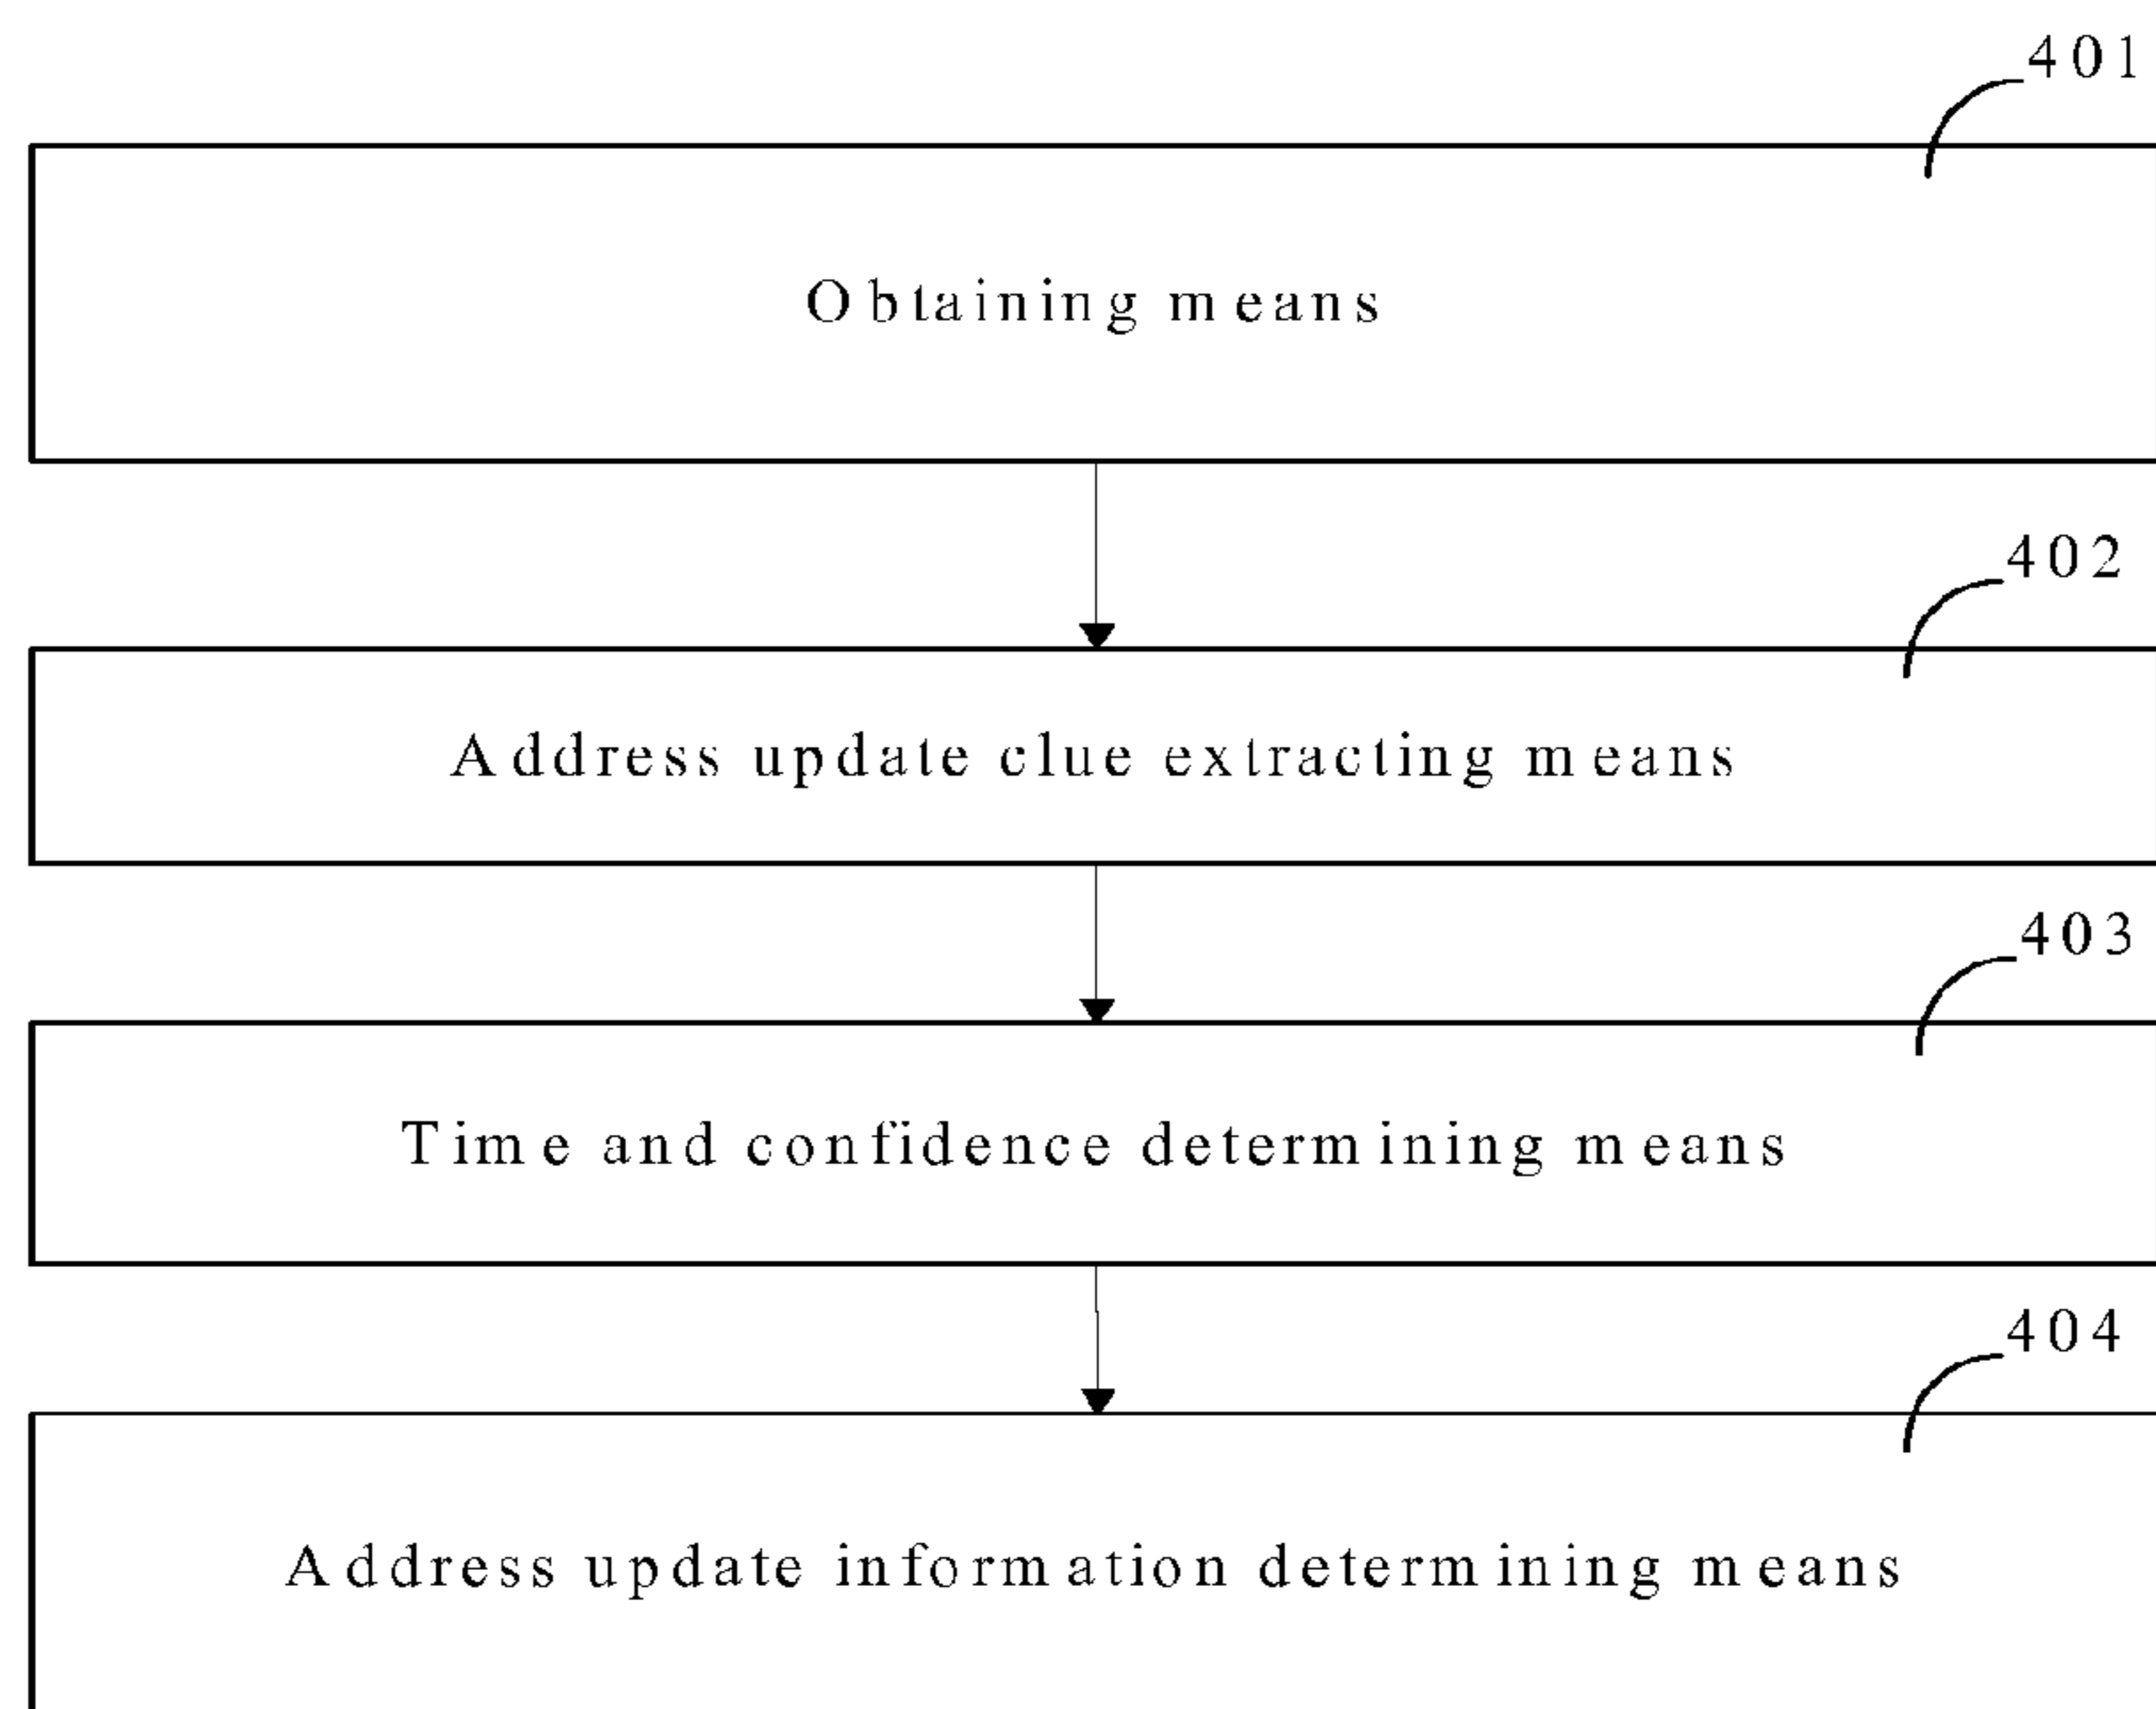 401
Obtaining means
402
Address update clue extracting means
403
Time and confidence determining means
404
Address update information determining means